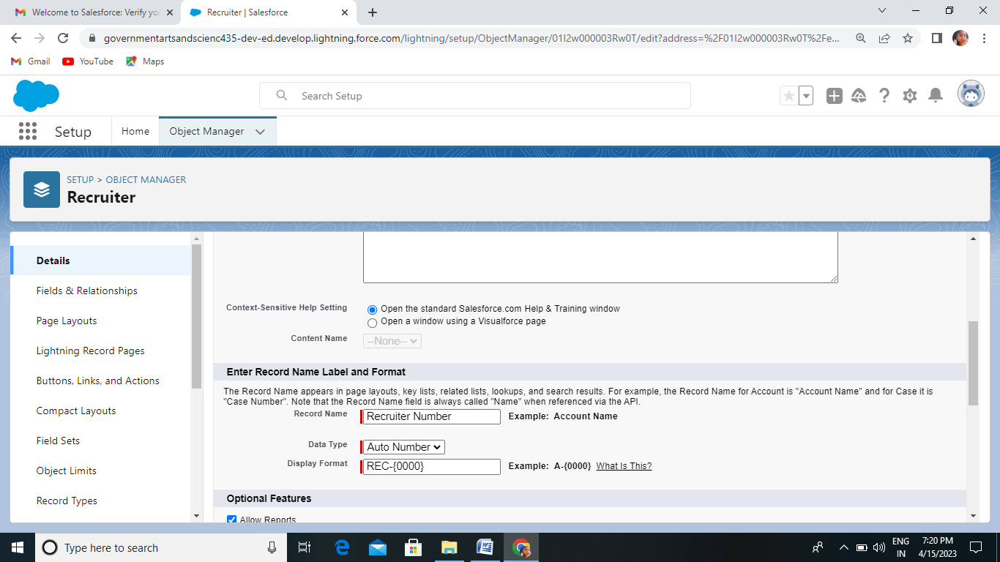 Welcome to Salesforce: Verify yo
Recruiter | Salesforce
governmentartsandscienc435-dev-ed.develop.lightning.force.com/lightning/setup/ObjectManager/01I2w000003Rw0T/edit?address=%2F01I2w000003Rw0T%2Fe...
Gmail
YouTube
Maps
Search Setup
Setup
Home
Object Manager
SETUP > OBJECT MANAGER
Recruiter
Details
Fields & Relationships
Page Layouts
Lightning Record Pages
Buttons, Links, and Actions
Compact Layouts
Field Sets
Object Limits
Record Types
Context-Sensitive Help Setting
Open the standard Salesforce.com Help & Training window
Open a window using a Visualforce page
Content Name
--None--
Enter Record Name Label and Format
The Record Name appears in page layouts, key lists, related lists, lookups, and search results. For example, the Record Name for Account is "Account Name" and for Case it is
"Case Number". Note that the Record Name field is always called "Name" when referenced via the API.
Record Name Recruiter Number Example: Account Name
Data Type Auto Number
Display Format REC-{0000} Example: A-{0000} What Is This?
Optional Features
Allow Reports
Type here to search
ENG
IN
7:20 PM
4/15/2023